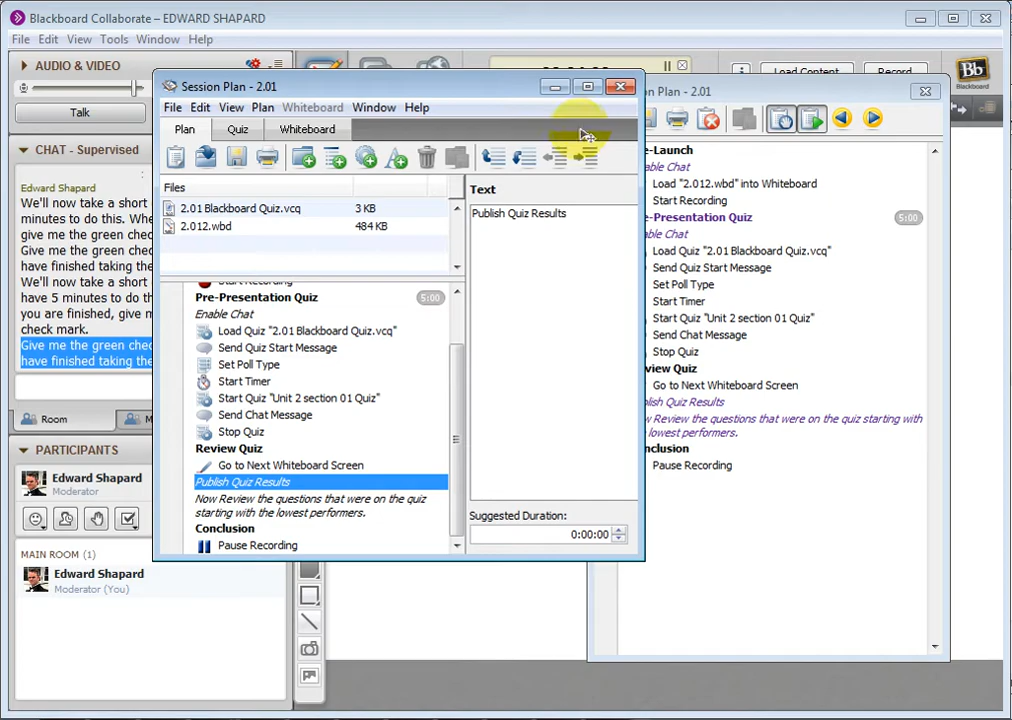 Blackboard Collaborate – EDWARD SHAPARD
File Edit View Tools Window Help
AUDIO & VIDEO
Talk
CHAT - Supervised
Edward Shapard
We'll now take a short
minutes to do this. Whe
give me the green chec
Give me the green chec
have finished taking the
We'll now take a short
have 5 minutes to do th
you are finished, give m
check mark.
Give me the green chec
have finished taking the
Room
M
PARTICIPANTS
Edward Shapard
Moderator
MAIN ROOM (1)
Edward Shapard
Moderator (You)
Load Content
Record
Bb
Blackboard
Session Plan - 2.01
File Edit View Plan Whiteboard Window Help
Plan Quiz Whiteboard
Files
2.01 Blackboard Quiz.vcq 3 KB
2.012.wbd 484 KB
Text
Publish Quiz Results
Pre-Presentation Quiz 5:00
Enable Chat
Load Quiz "2.01 Blackboard Quiz.vcq"
Send Quiz Start Message
Set Poll Type
Start Timer
Start Quiz "Unit 2 section 01 Quiz"
Send Chat Message
Stop Quiz
Review Quiz
Go to Next Whiteboard Screen
Publish Quiz Results
Now Review the questions that were on the quiz
starting with the lowest performers.
Conclusion
Pause Recording
Suggested Duration:
0:00:00
n Plan - 2.01
e-Launch
able Chat
Load "2.012.wbd" into Whiteboard
Start Recording
e-Presentation Quiz 5:00
able Chat
Load Quiz "2.01 Blackboard Quiz.vcq"
Send Quiz Start Message
Set Poll Type
Start Timer
Start Quiz "Unit 2 section 01 Quiz"
Send Chat Message
Stop Quiz
view Quiz
Go to Next Whiteboard Screen
blish Quiz Results
w Review the questions that were on the quiz starting with
lowest performers.
nclusion
Pause Recording